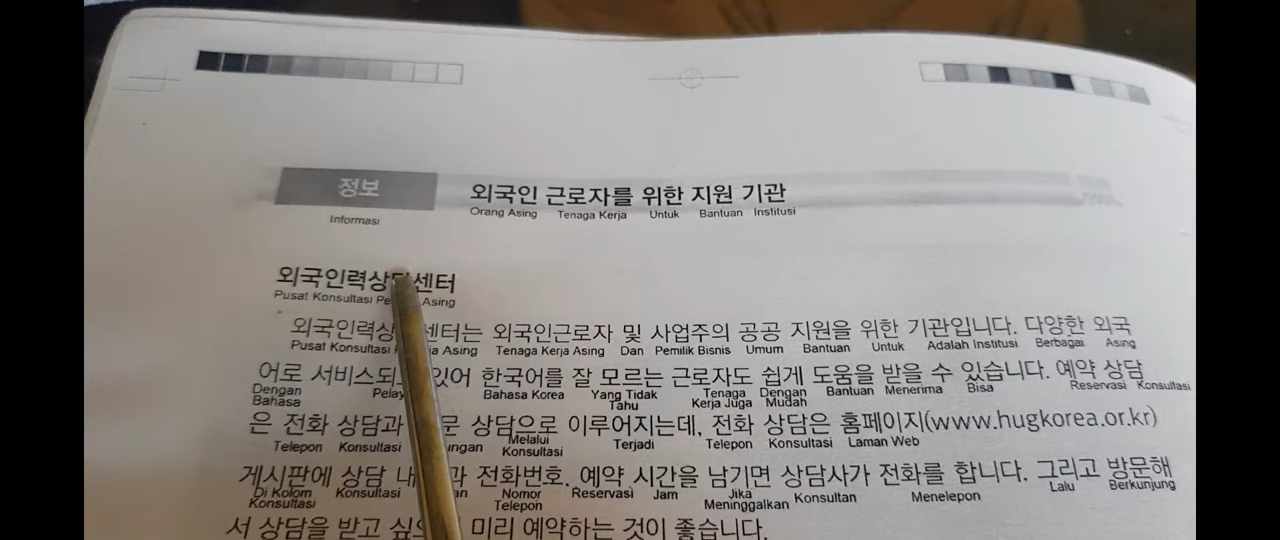 정보 외국인 근로자를 위한 지원 기관
Informasi Orang Asing Tenaga Kerja Untuk Bantuan Institusi
외국인력상담센터
Pusat Konsultasi Asing
외국인력상 센터는 외국인근로자 및 사업주의 공공 지원을 위한 기관입니다. 다양한 외국
Pusat Konsultasi Asing Tenaga Kerja Asing Dan Pemilik Bisnis Umum Bantuan Untuk Adalah Institusi Berbagai Asing
어로 서비스되 있어 한국어를 잘 모르는 근로자도 쉽게 도움을 받을 수 있습니다. 예약 상담
Dengan Bahasa Bahasa Korea Yang Tidak Tahu Tenaga Kerja Juga Dengan Mudah Bantuan Menerima Bisa Reservasi Konsultasi
은 전화 상담과 문 상담으로 이루어지는데, 전화 상담은 홈페이지(www.hugkorea.or.kr)
Telepon Konsultasi Melalui Konsultasi Terjadi Telepon Konsultasi Laman Web
게시판에 상담 내 과 전화번호. 예약 시간을 남기면 상담사가 전화를 합니다. 그리고 방문해
Di Kolom Konsultasi Konsultasi Nomor Telepon Reservasi Jam Jika Meninggalkan Konsultan Menelepon Lalu Berkunjung
서 상담을 받고 미리 예약하는 것이 좋습니다.